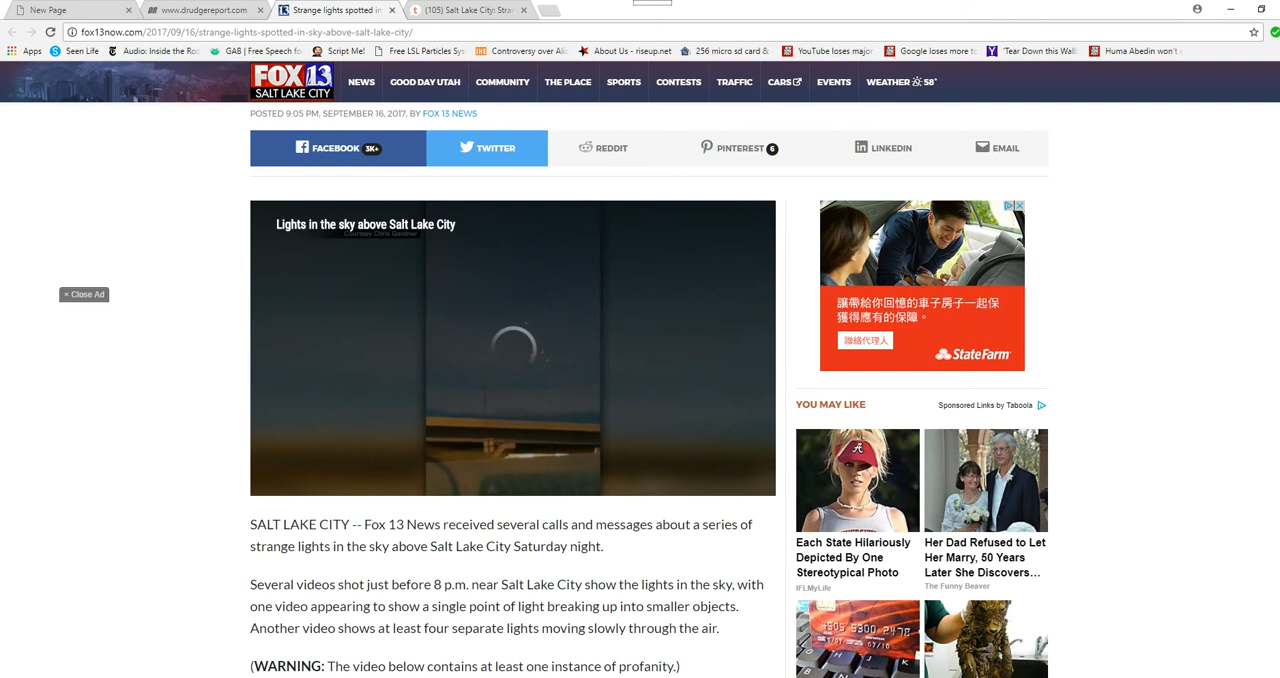 New Page
www.drudgereport.com
Strange lights spotted in
(105) Salt Lake City: Stran
fox13now.com/2017/09/16/strange-lights-spotted-in-sky-above-salt-lake-city/
Apps
Seen Life
Audio: Inside the Roo
GAB | Free Speech fo
Script Me!
Free LSL Particles Sys
Controversy over Alic
About Us - riseup.net
256 micro sd card &
YouTube loses major
Google loses more to
'Tear Down this Wall
Huma Abedin won't
FOX 13
SALT LAKE CITY
NEWS
GOOD DAY UTAH
COMMUNITY
THE PLACE
SPORTS
CONTESTS
TRAFFIC
CARS
EVENTS
WEATHER 58°
POSTED 9:05 PM, SEPTEMBER 16, 2017, BY FOX 13 NEWS
FACEBOOK 3K+
TWITTER
REDDIT
PINTEREST 6
LINKEDIN
EMAIL
Lights in the sky above Salt Lake City
Courtesy Chris Gardner
× Close Ad
SALT LAKE CITY -- Fox 13 News received several calls and messages about a series of
strange lights in the sky above Salt Lake City Saturday night.
Several videos shot just before 8 p.m. near Salt Lake City show the lights in the sky, with
one video appearing to show a single point of light breaking up into smaller objects.
Another video shows at least four separate lights moving slowly through the air.
(WARNING: The video below contains at least one instance of profanity.)
讓帶給你回憶的車子房子一起保
獲得應有的保障。
聯絡代理人
StateFarm
YOU MAY LIKE
Sponsored Links by Taboola
Each State Hilariously
Depicted By One
Stereotypical Photo
IFLMyLife
Her Dad Refused to Let
Her Marry, 50 Years
Later She Discovers…
The Funny Beaver
4505 5230 2478